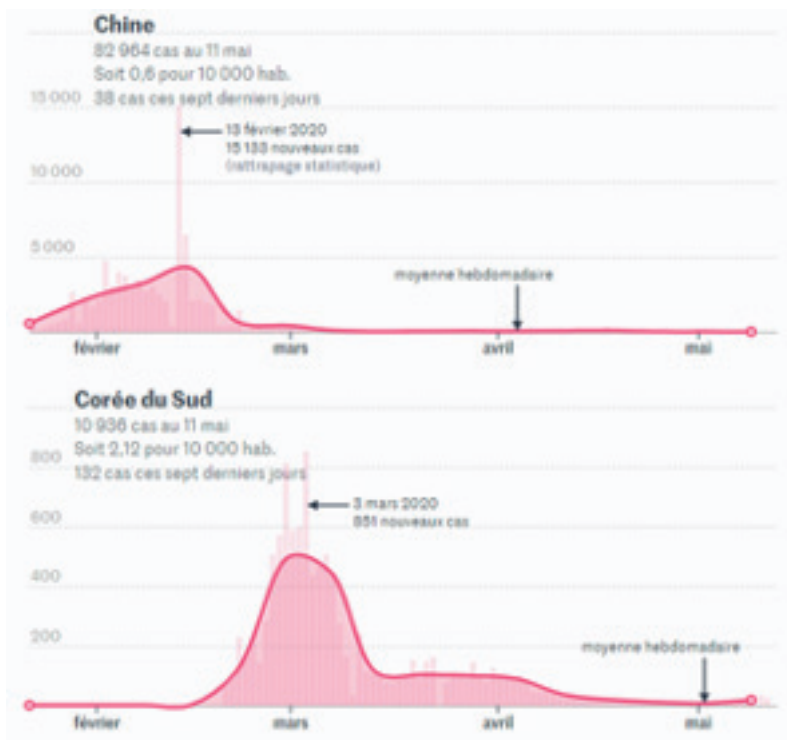 Chine
82 964 cas au 11 mai
Soit 0,6 pour 10 000 hab.
15 000 38 cas ces sept derniers jours
13 février 2020
15 133 nouveaux cas
(rattrapage statistique)
10 000
5 000
moyenne hebdomadaire
février mars avril mai
Corée du Sud
10 936 cas au 11 mai
Soit 2,12 pour 10 000 hab.
800
132 cas ces sept derniers jours
3 mars 2020
851 nouveaux cas
600
400
200
moyenne hebdomadaire
février mars avril mai